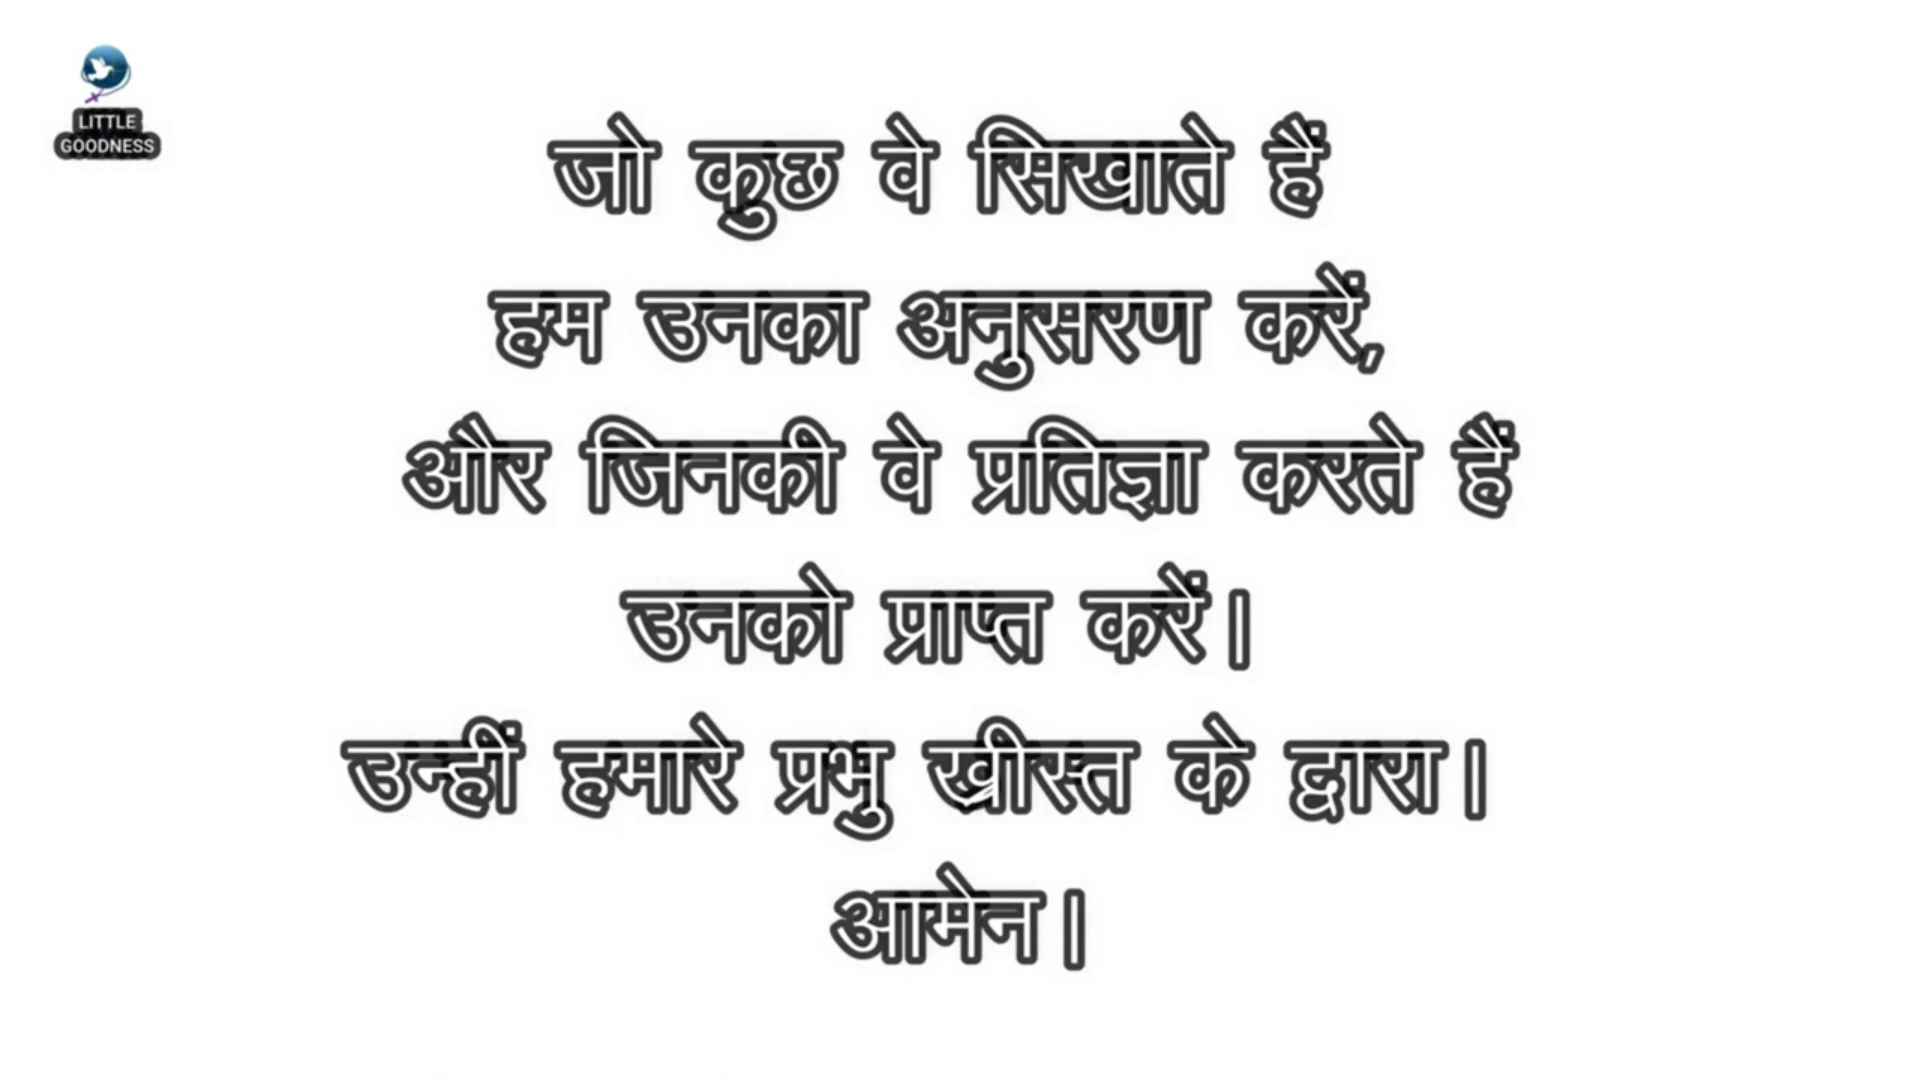 LITTLE
GOODNESS
जो कुछ वे सिखाते हैं
हम उनका अनुसरण करें,
और जिनकी वे प्रतिज्ञा करते हैं
उनको प्राप्त करें।
उन्हीं हमारे प्रभु ख्रीस्त के द्वारा।
आमेन।